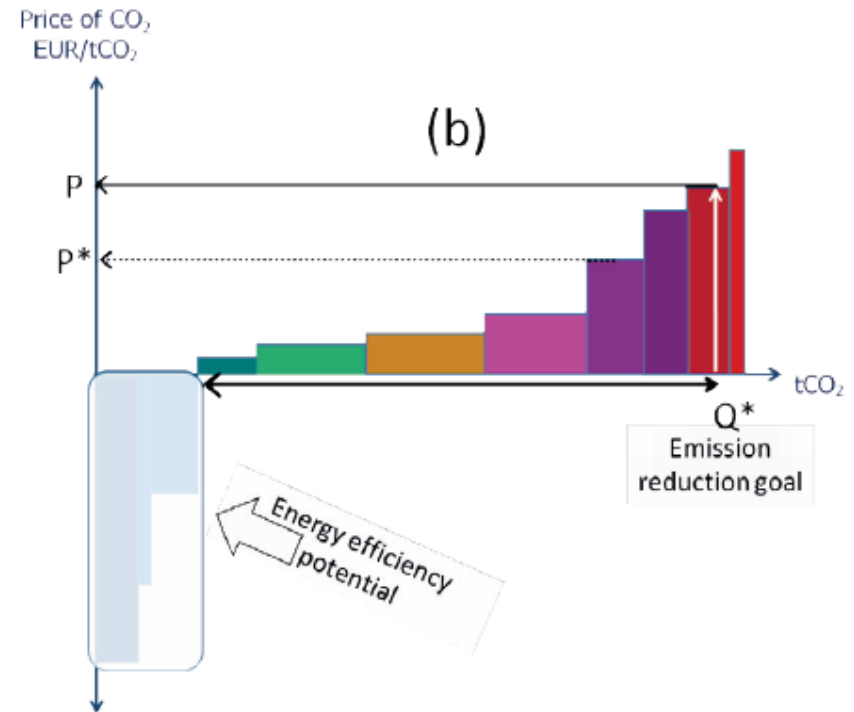 Price of CO₂
EUR/tCO₂
(b)
P
P*
tCO₂
Q*
Emission
reduction goal
Energy efficiency
potential